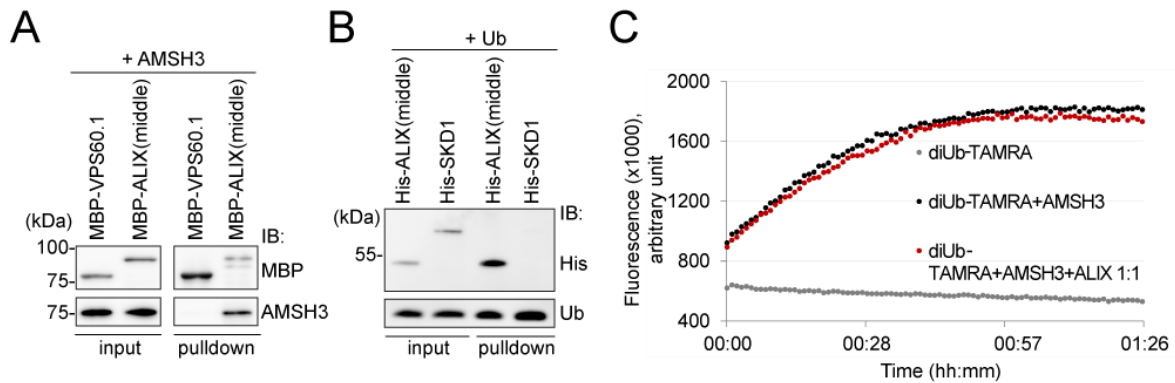 A
+ AMSH3
MBP-VPS60.1
MBP-ALIX(middle)
MBP-VPS60.1
MBP-ALIX(middle)
(kDa)
IB:
100-
75-
MBP
75-
AMSH3
input
pulldown
B
+ Ub
His-ALIX(middle)
His-SKD1
His-ALIX(middle)
His-SKD1
(kDa)
IB:
55-
His
Ub
input
pulldown
C
Fluorescence (x1000),
arbitrary unit
2000
1600
1200
800
400
diUb-TAMRA
diUb-TAMRA+AMSH3
diUb-
TAMRA+AMSH3+ALIX 1:1
00:00
00:28
00:57
01:26
Time (hh:mm)